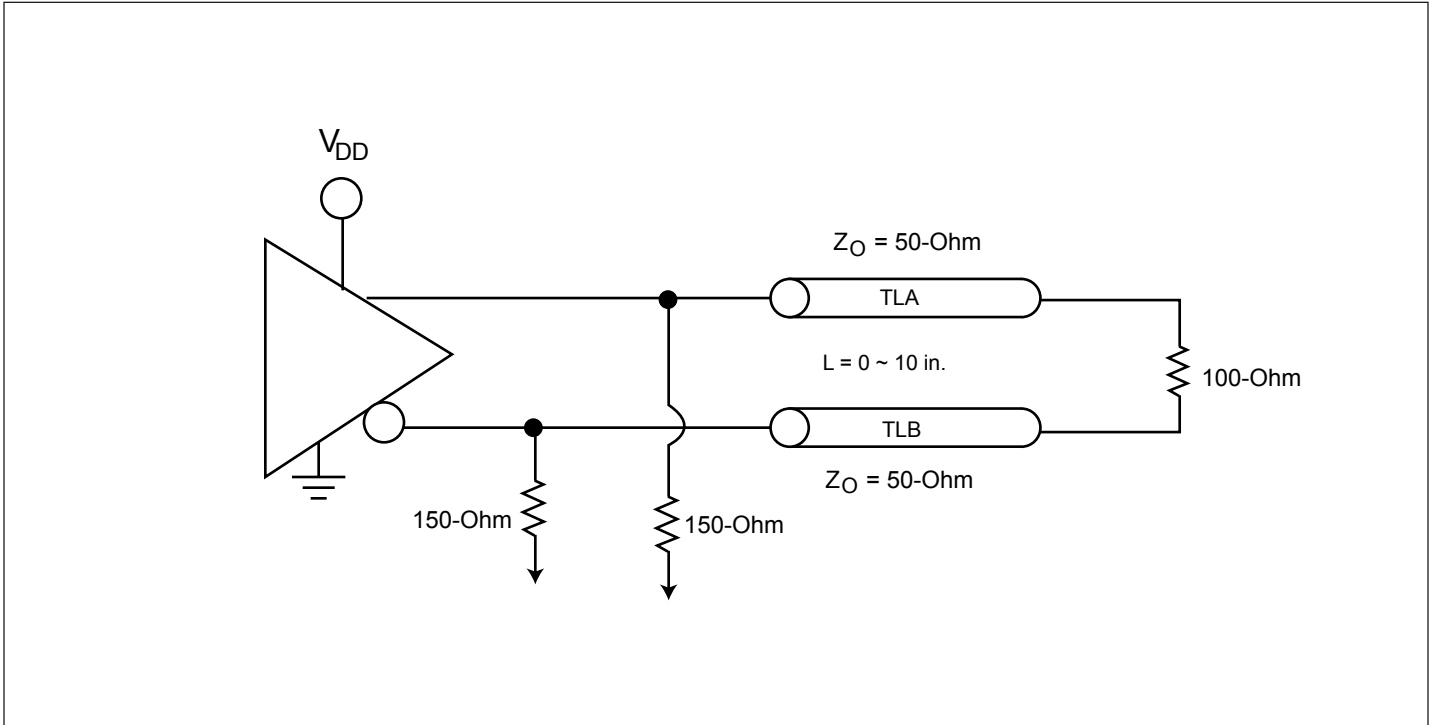 VDD
ZO = 50-Ohm
TLA
L = 0 ~ 10 in.
100-Ohm
TLB
ZO = 50-Ohm
150-Ohm
150-Ohm